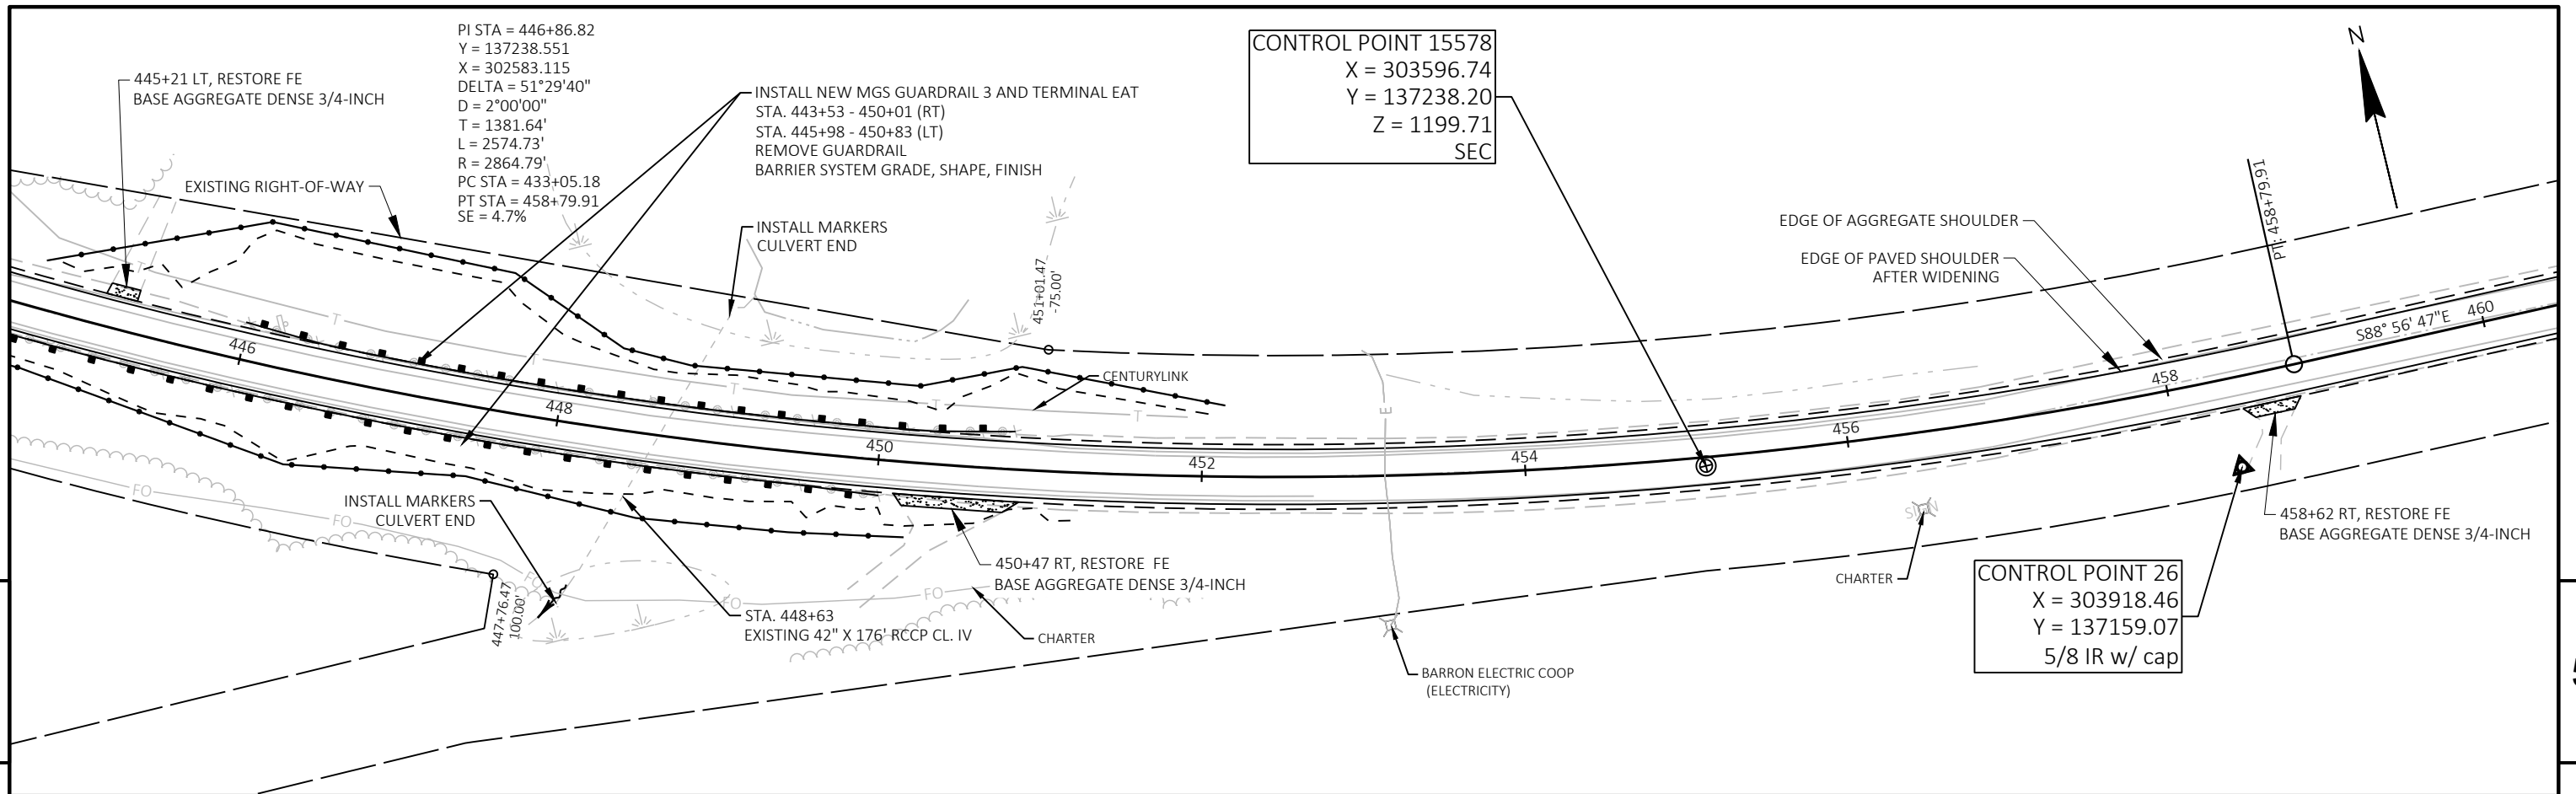 PI STA = 446+86.82
Y = 137238.551
X = 302583.115
DELTA = 51°29'40"
D = 2°00'00"
T = 1381.64'
L = 2574.73'
R = 2864.79'
PC STA = 433+05.18
PT STA = 458+79.91
SE = 4.7%
445+21 LT, RESTORE FE
BASE AGGREGATE DENSE 3/4-INCH
EXISTING RIGHT-OF-WAY
INSTALL NEW MGS GUARDRAIL 3 AND TERMINAL EAT
STA. 443+53 - 450+01 (RT)
STA. 445+98 - 450+83 (LT)
REMOVE GUARDRAIL
BARRIER SYSTEM GRADE, SHAPE, FINISH
INSTALL MARKERS
CULVERT END
451+01.47
-75.00'
CONTROL POINT 15578
X = 303596.74
Y = 137238.20
Z = 1199.71
SEC
N
EDGE OF AGGREGATE SHOULDER
EDGE OF PAVED SHOULDER
AFTER WIDENING
PT: 458+79.91
S88° 56' 47"E
446
448
450
452
454
456
458
460
T
T
T
T
T
CENTURYLINK
E
FO
FO
FO
FO
FO
INSTALL MARKERS
CULVERT END
447+76.47
100.00'
450+47 RT, RESTORE  FE
BASE AGGREGATE DENSE 3/4-INCH
STA. 448+63
EXISTING 42" X 176' RCCP CL. IV
CHARTER
BARRON ELECTRIC COOP
(ELECTRICITY)
SIGN
CHARTER
CONTROL POINT 26
X = 303918.46
Y = 137159.07
5/8 IR w/ cap
458+62 RT, RESTORE FE
BASE AGGREGATE DENSE 3/4-INCH